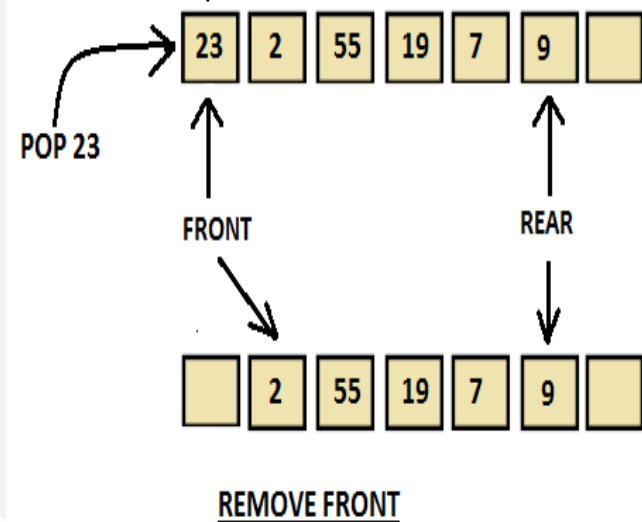 23 2 55 19 7 9
POP 23
FRONT REAR
2 55 19 7 9
REMOVE FRONT